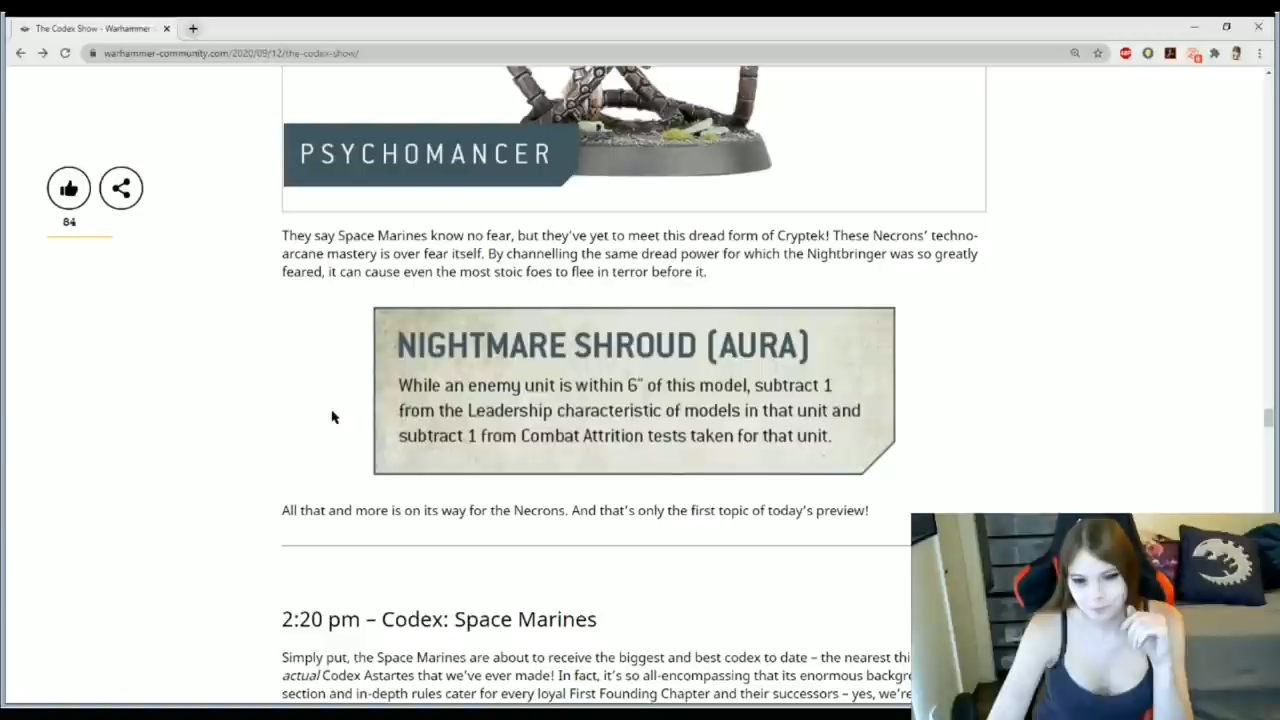 The Codex Show - Warhammer
warhammer-community.com/2020/09/12/the-codex-show/
PSYCHOMANCER
84
They say Space Marines know no fear, but they've yet to meet this dread form of Cryptek! These Necrons' techno-
arcane mastery is over fear itself. By channelling the same dread power for which the Nightbringer was so greatly
feared, it can cause even the most stoic foes to flee in terror before it.
NIGHTMARE SHROUD (AURA)
While an enemy unit is within 6" of this model, subtract 1
from the Leadership characteristic of models in that unit and
subtract 1 from Combat Attrition tests taken for that unit.
All that and more is on its way for the Necrons. And that's only the first topic of today's preview!
2:20 pm – Codex: Space Marines
Simply put, the Space Marines are about to receive the biggest and best codex to date – the nearest thi
actual Codex Astartes that we've ever made! In fact, it's so all-encompassing that its enormous backgr
section and in-depth rules cater for every loyal First Founding Chapter and their successors – yes, we're